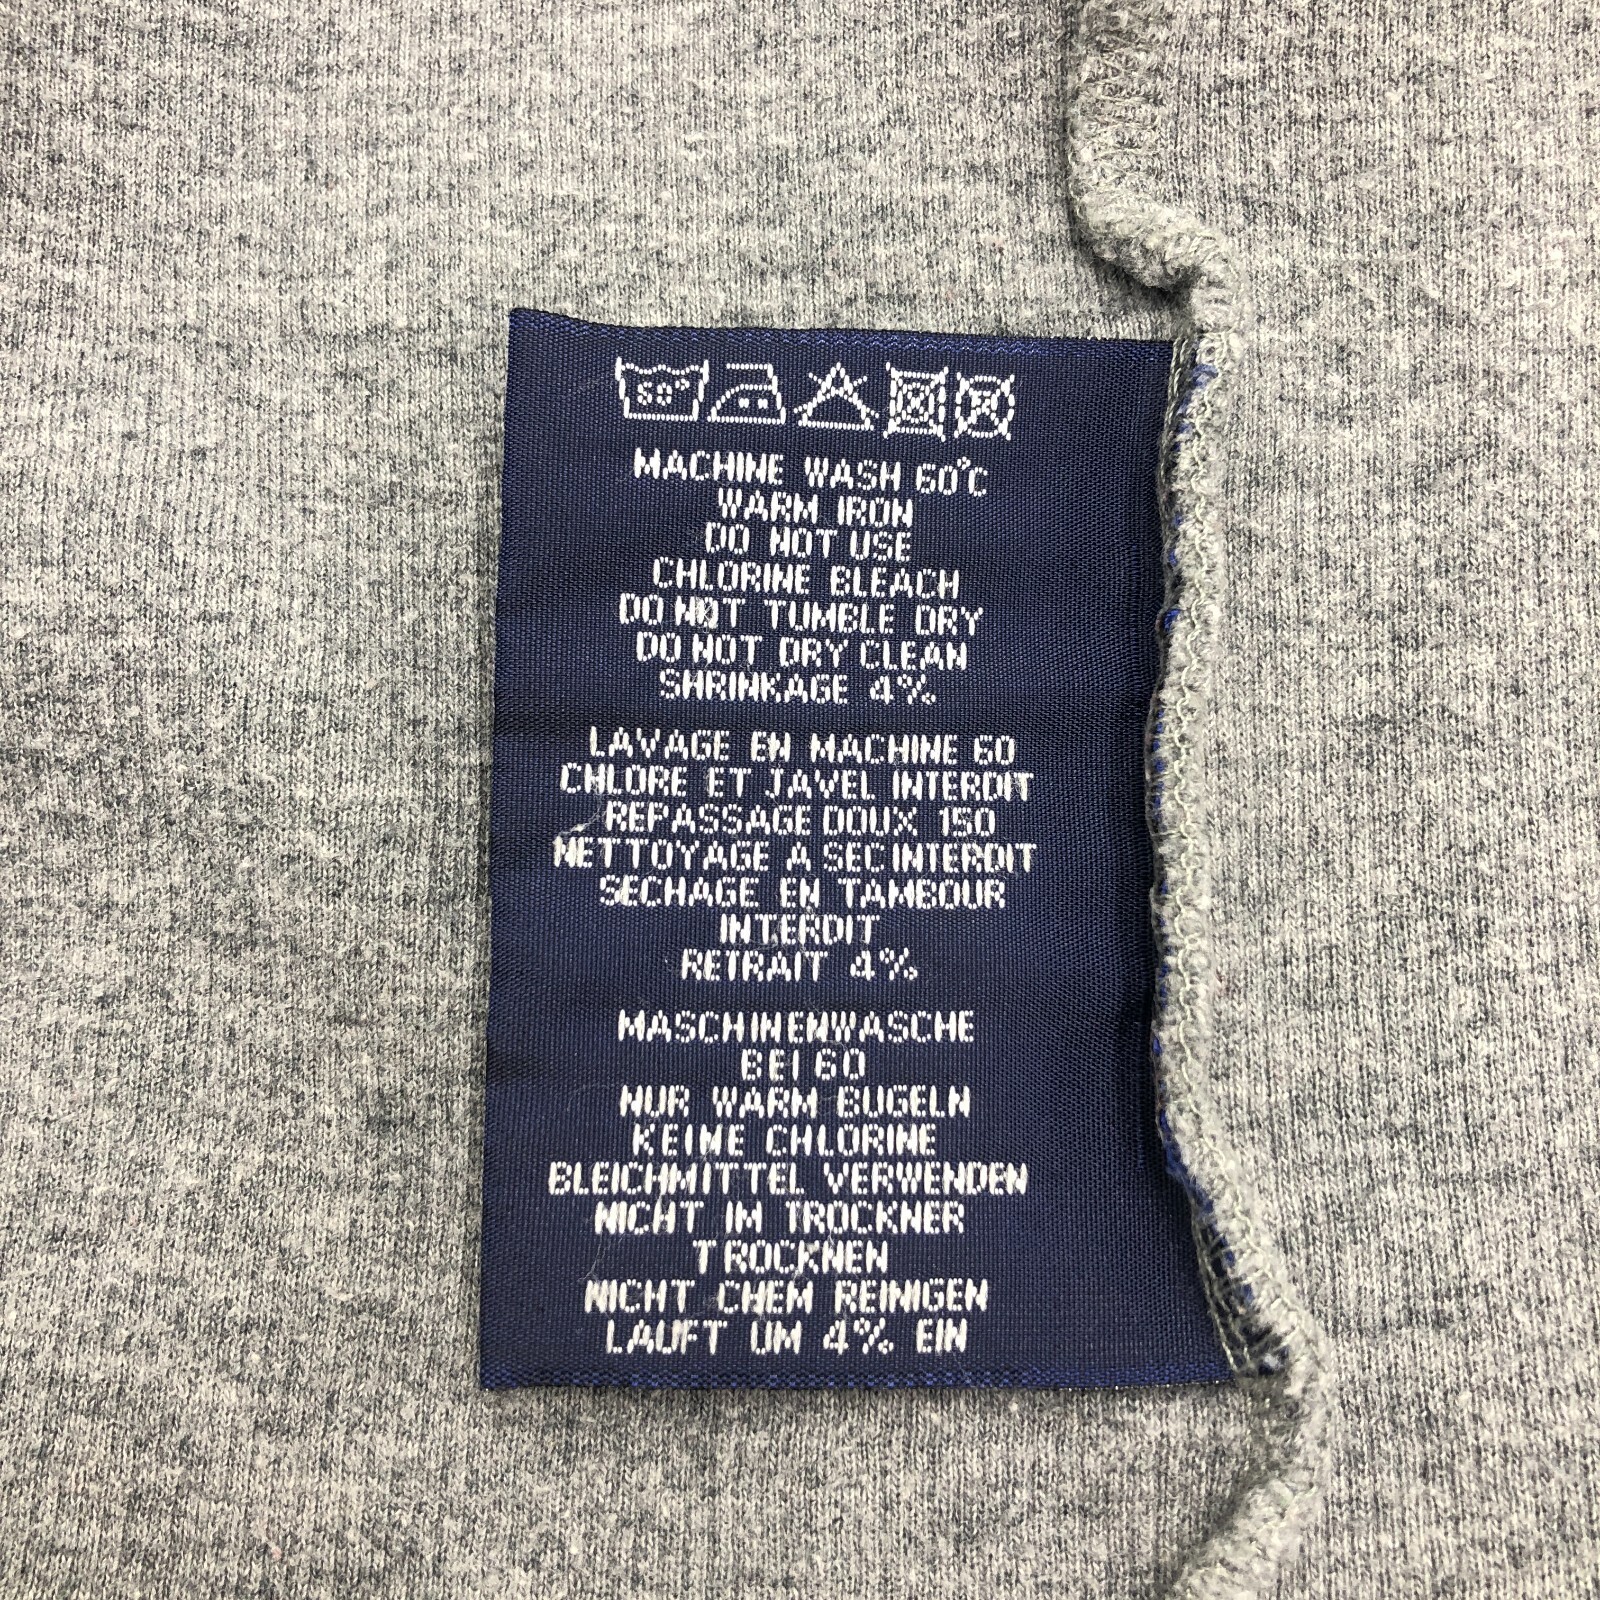 60°
MACHINE WASH 60°C
WARM IRON
DO NOT USE
CHLORINE BLEACH
DO NOT TUMBLE DRY
DO NOT DRY CLEAN
SHRINKAGE 4%
LAVAGE EN MACHINE 60
CHLORE ET JAVEL INTERDIT
REPASSAGE DOUX 150
NETTOYAGE A SEC INTERDIT
SECHAGE EN TAMBOUR
INTERDIT
RETRAIT 4%
MASCHINENWASCHE
BEI 60
NUR WARM BUGELN
KEINE CHLORINE
BLEICHMITTEL VERWENDEN
NICHT IM TROCKNER
TROCKNEN
NICHT CHEM REINIGEN
LAUFT UM 4% EIN